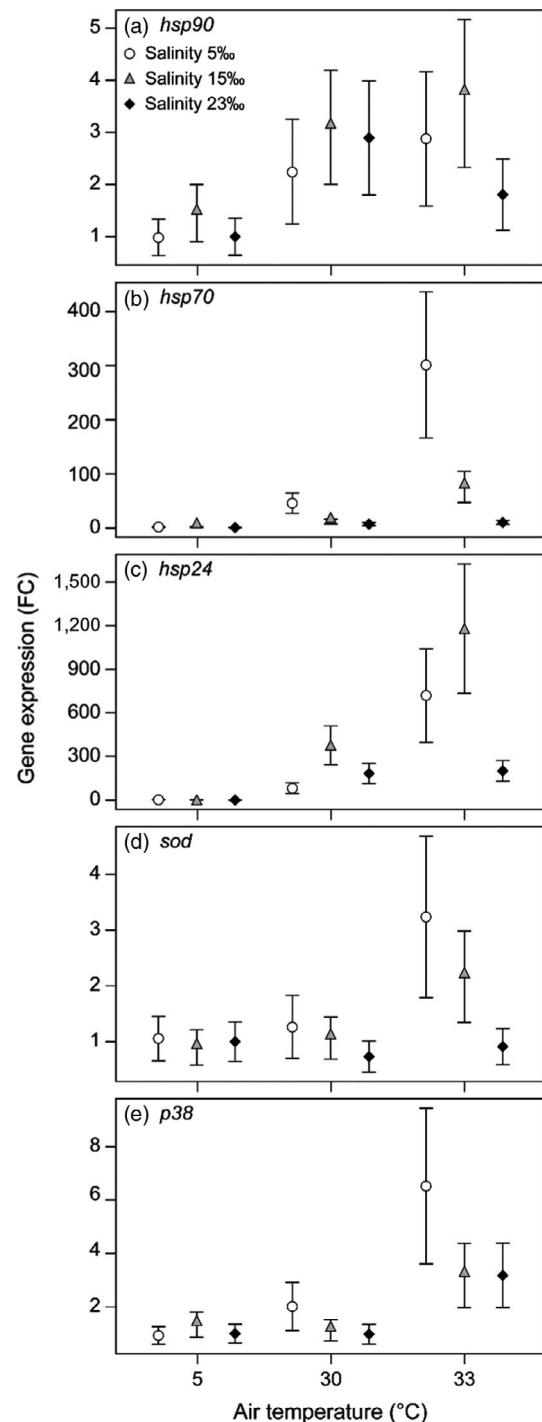 (a) hsp90
Salinity 5‰
Salinity 15‰
Salinity 23‰
5
4
3
2
1
(b) hsp70
400
300
200
100
0
(c) hsp24
1,500
1,200
900
600
300
0
(d) sod
4
3
2
1
(e) p38
8
6
4
2
Gene expression (FC)
5 30 33
Air temperature (°C)